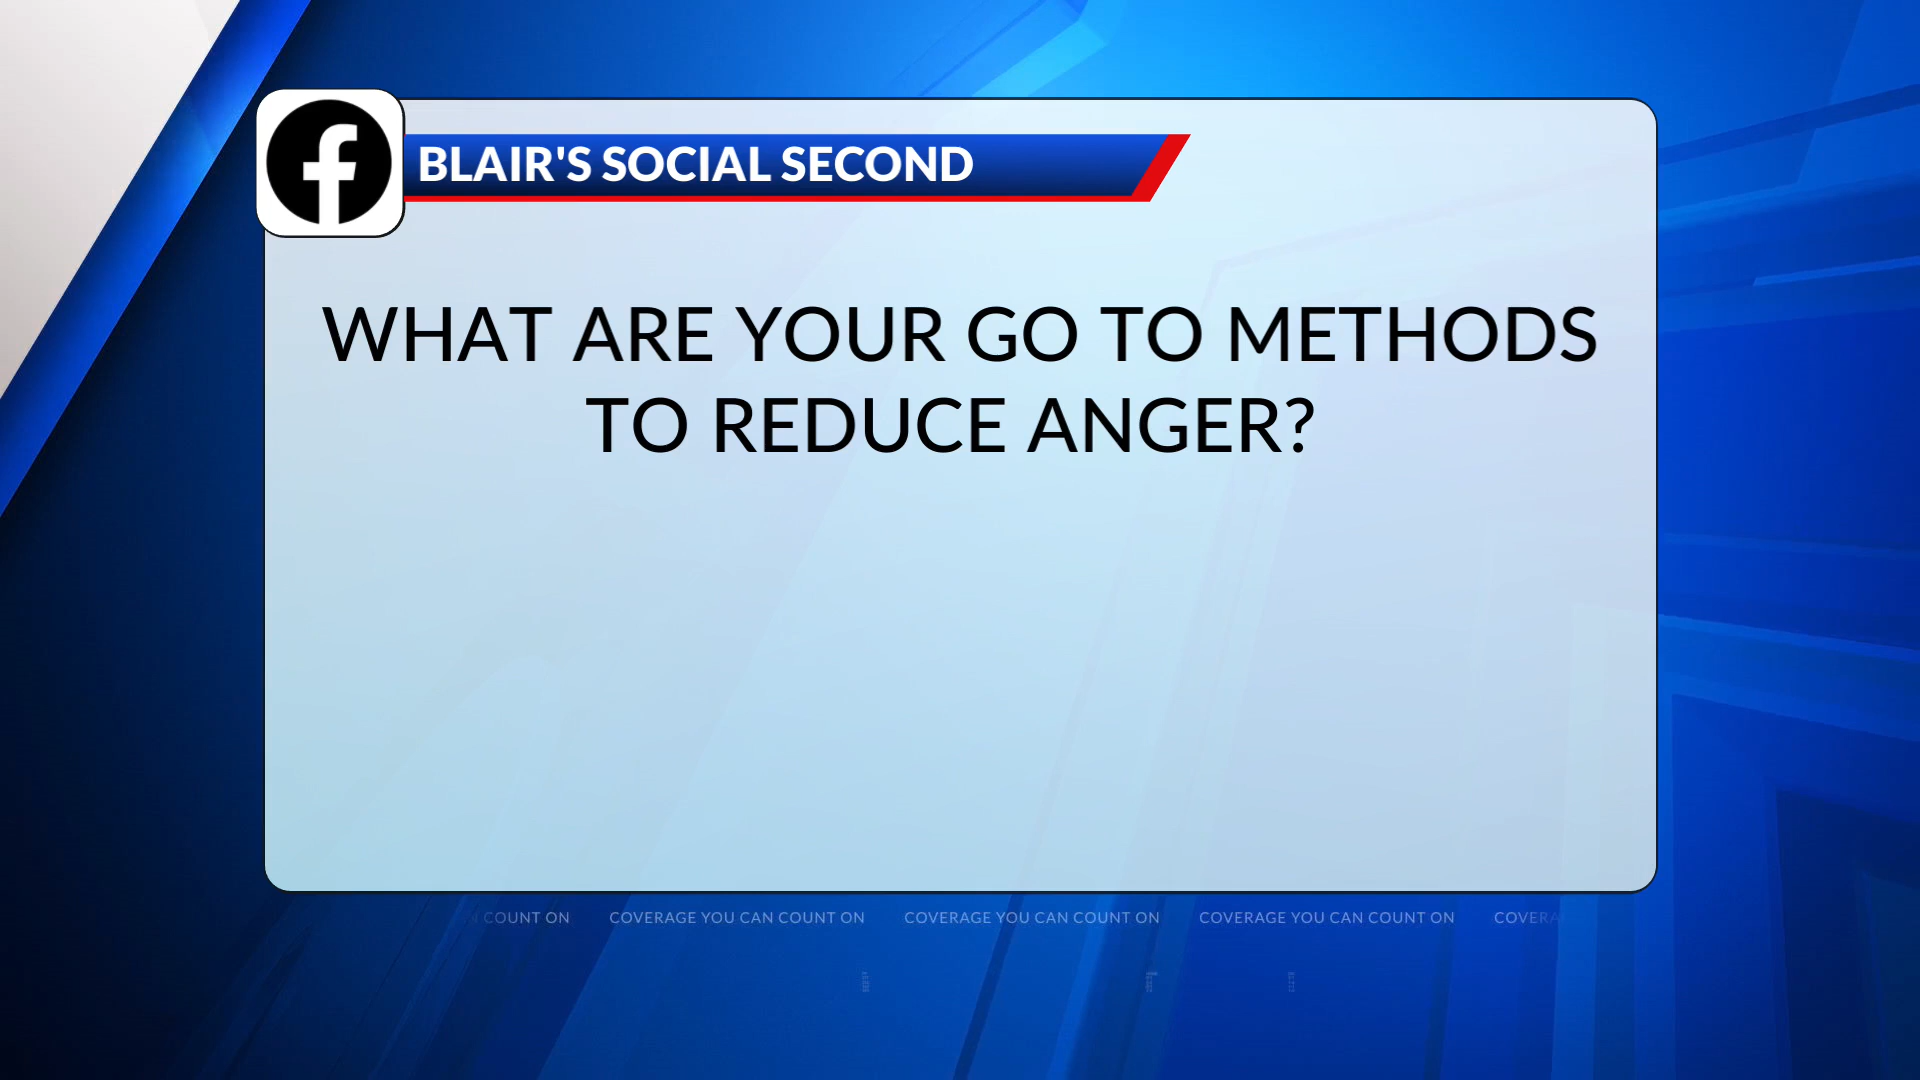 BLAIR'S SOCIAL SECOND
WHAT ARE YOUR GO TO METHODS
TO REDUCE ANGER?
COUNT ON COVERAGE YOU CAN COUNT ON COVERAGE YOU CAN COUNT ON COVERAGE YOU CAN COUNT ON